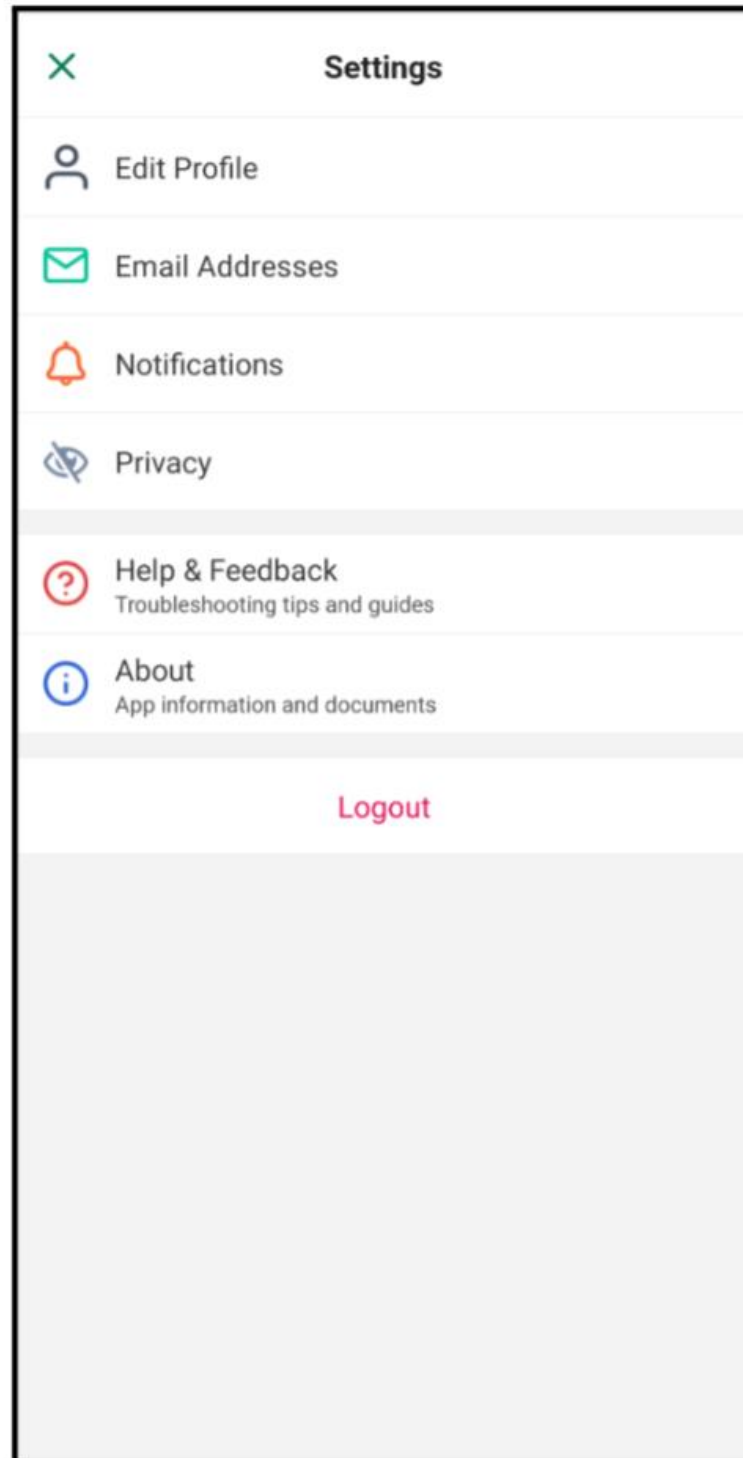 Settings
Edit Profile
Email Addresses
Notifications
Privacy
Help & Feedback
Troubleshooting tips and guides
About
App information and documents
Logout